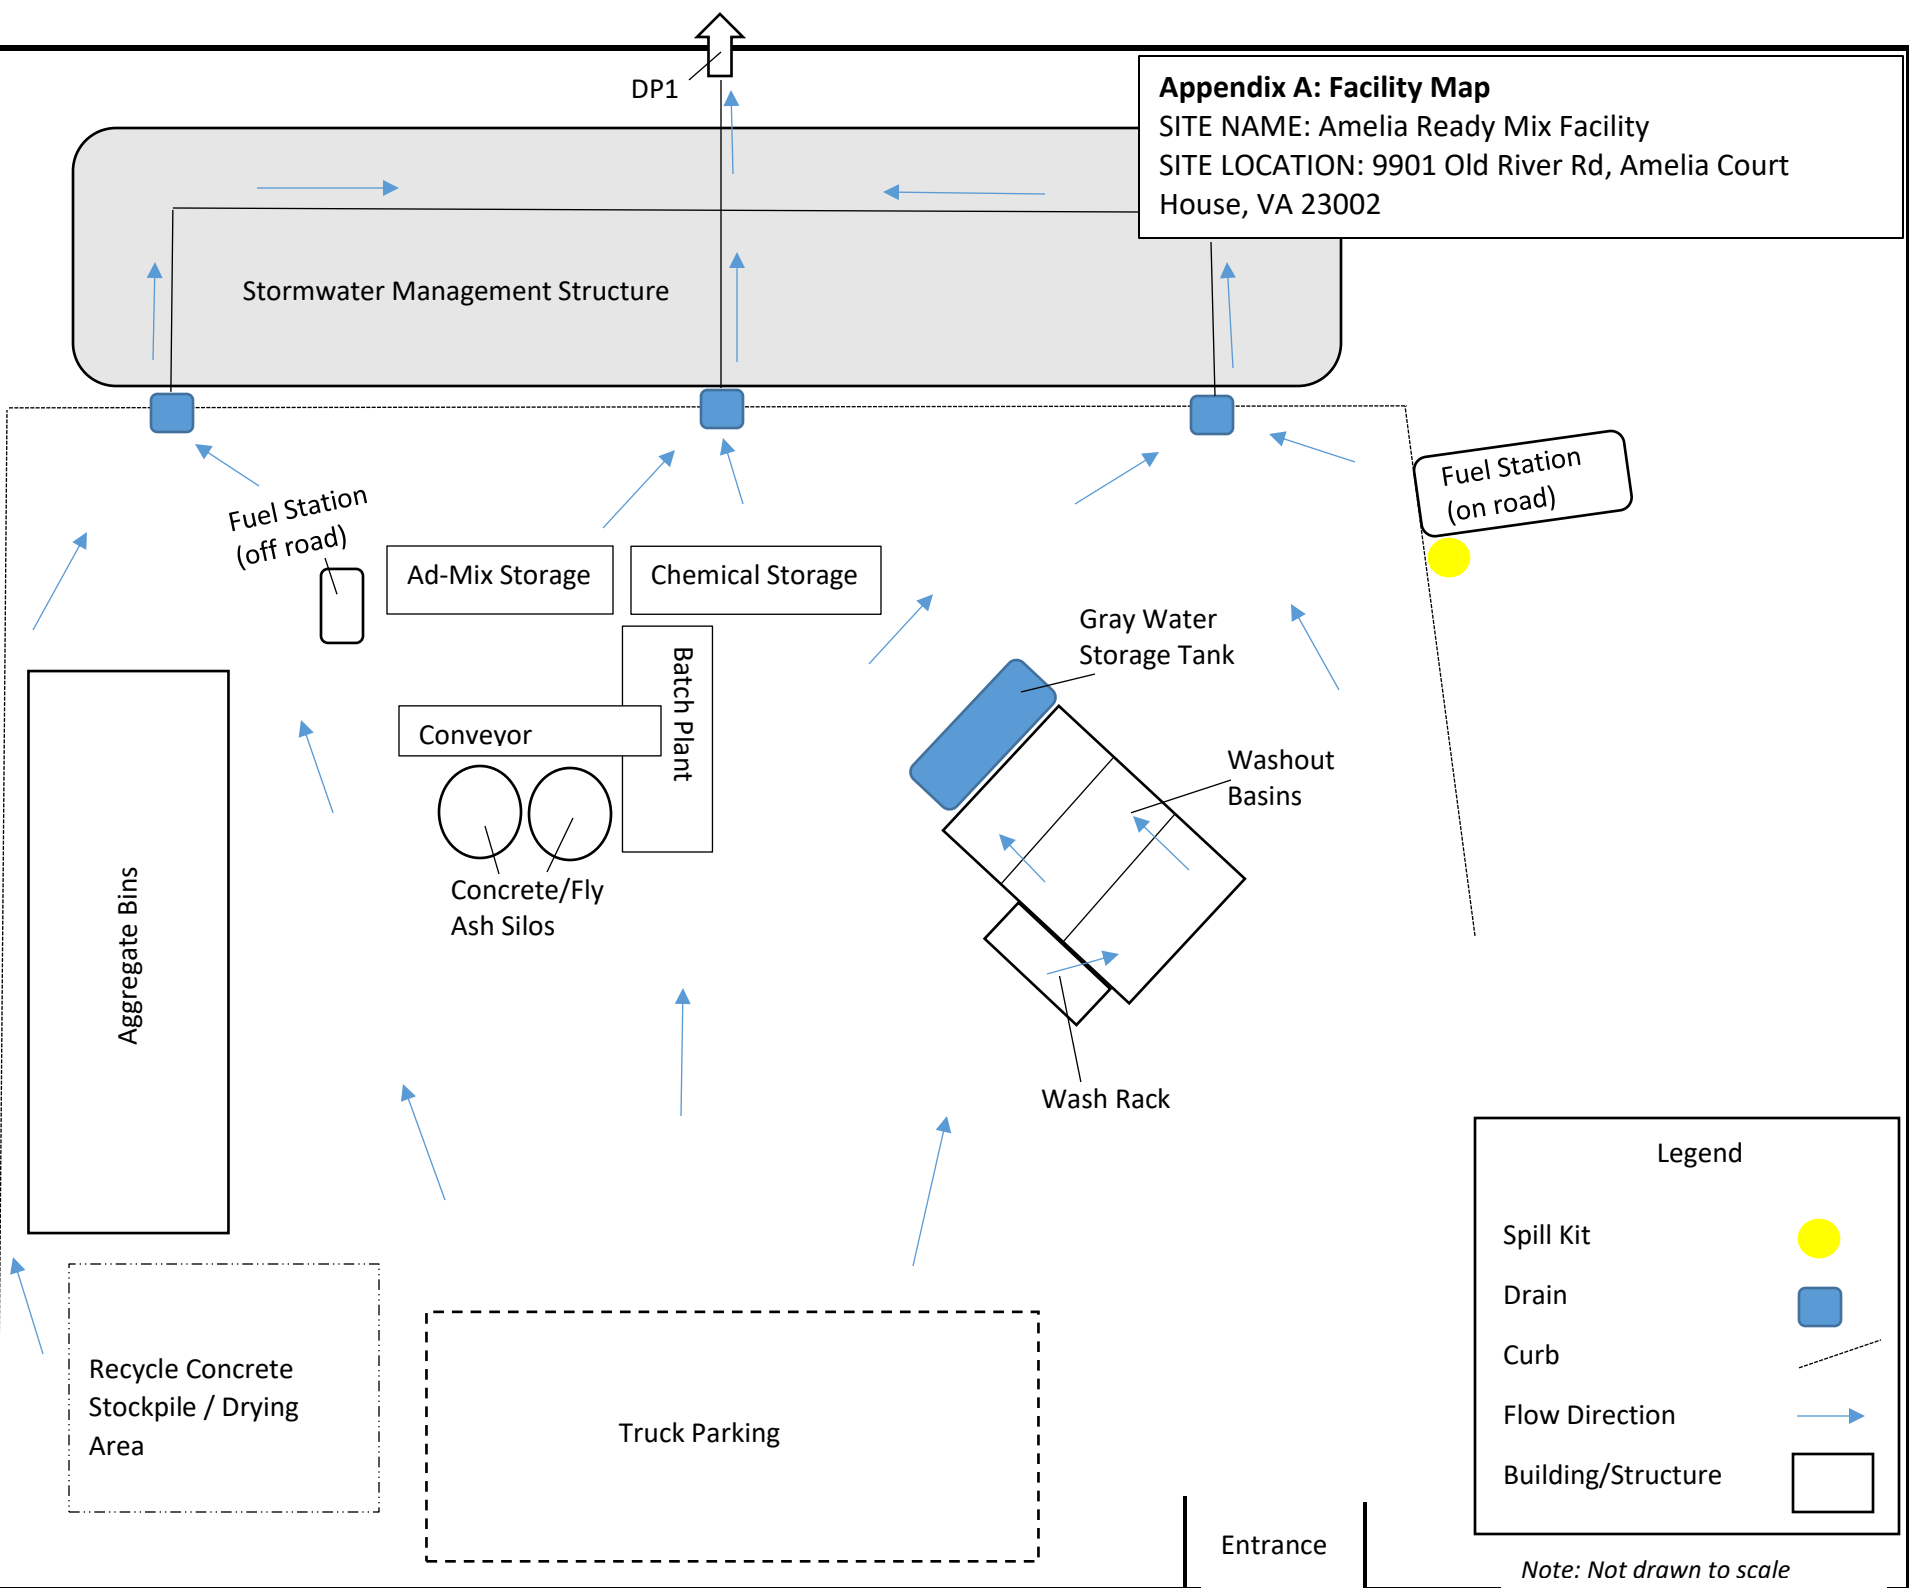 DP1
Appendix A: Facility Map
SITE NAME: Amelia Ready Mix Facility
SITE LOCATION: 9901 Old River Rd, Amelia Court
House, VA 23002
Stormwater Management Structure
Fuel Station
(off road)
Fuel Station
(on road)
Ad-Mix Storage
Chemical Storage
Gray Water
Storage Tank
Batch Plant
Conveyor
Washout
Basins
Concrete/Fly
Ash Silos
Aggregate Bins
Wash Rack
Recycle Concrete
Stockpile / Drying
Area
Truck Parking
Entrance
Legend
Spill Kit
Drain
Curb
Flow Direction
Building/Structure
Note: Not drawn to scale